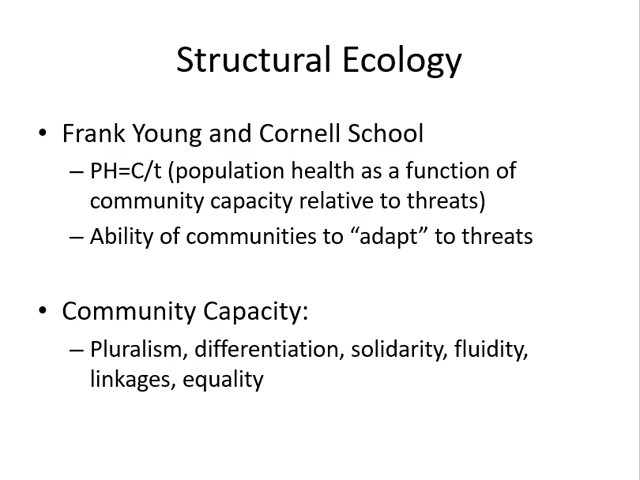 Structural Ecology
• Frank Young and Cornell School
– PH=C/t (population health as a function of
community capacity relative to threats)
– Ability of communities to “adapt” to threats
• Community Capacity:
– Pluralism, differentiation, solidarity, fluidity,
linkages, equality